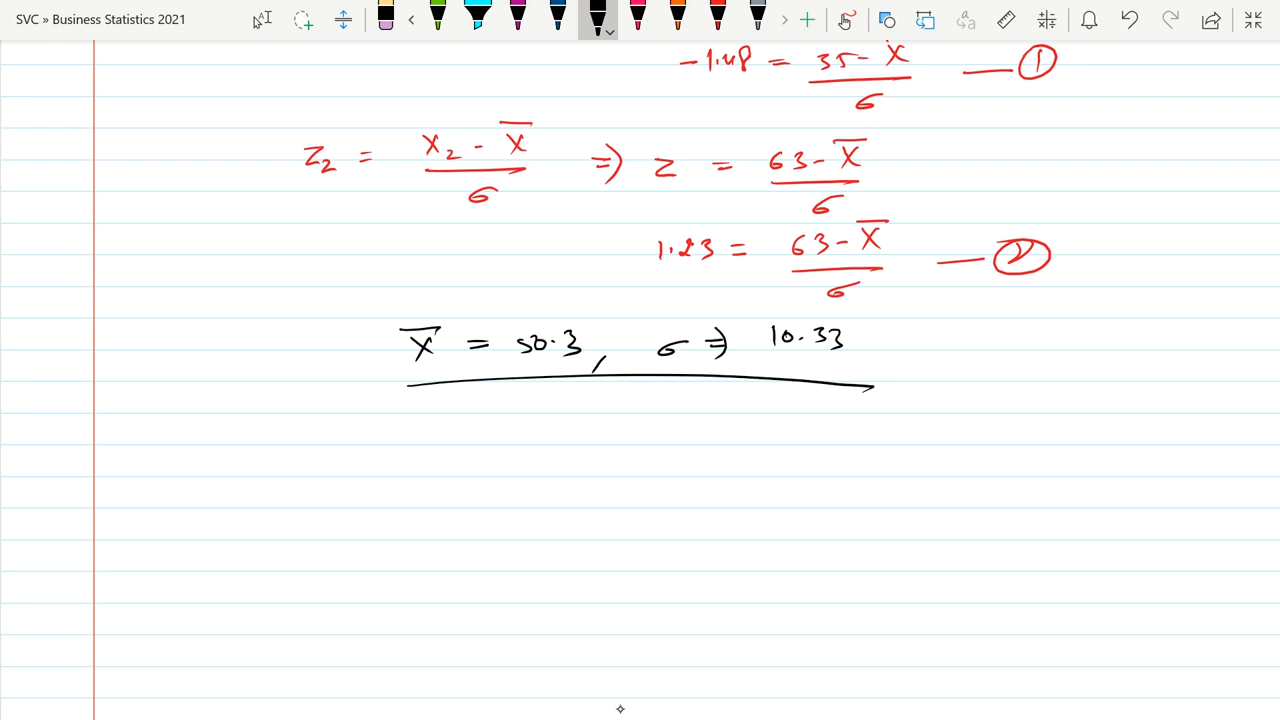 SVC » Business Statistics 2021
-1.48 = 35 - X̄ / σ — ①
Z₂ = X₂ - X̄ / σ ⇒ Z = 63 - X̄ / σ
1.23 = 63 - X̄ / σ — ②
X̄ = 50.3, σ ⇒ 10.33